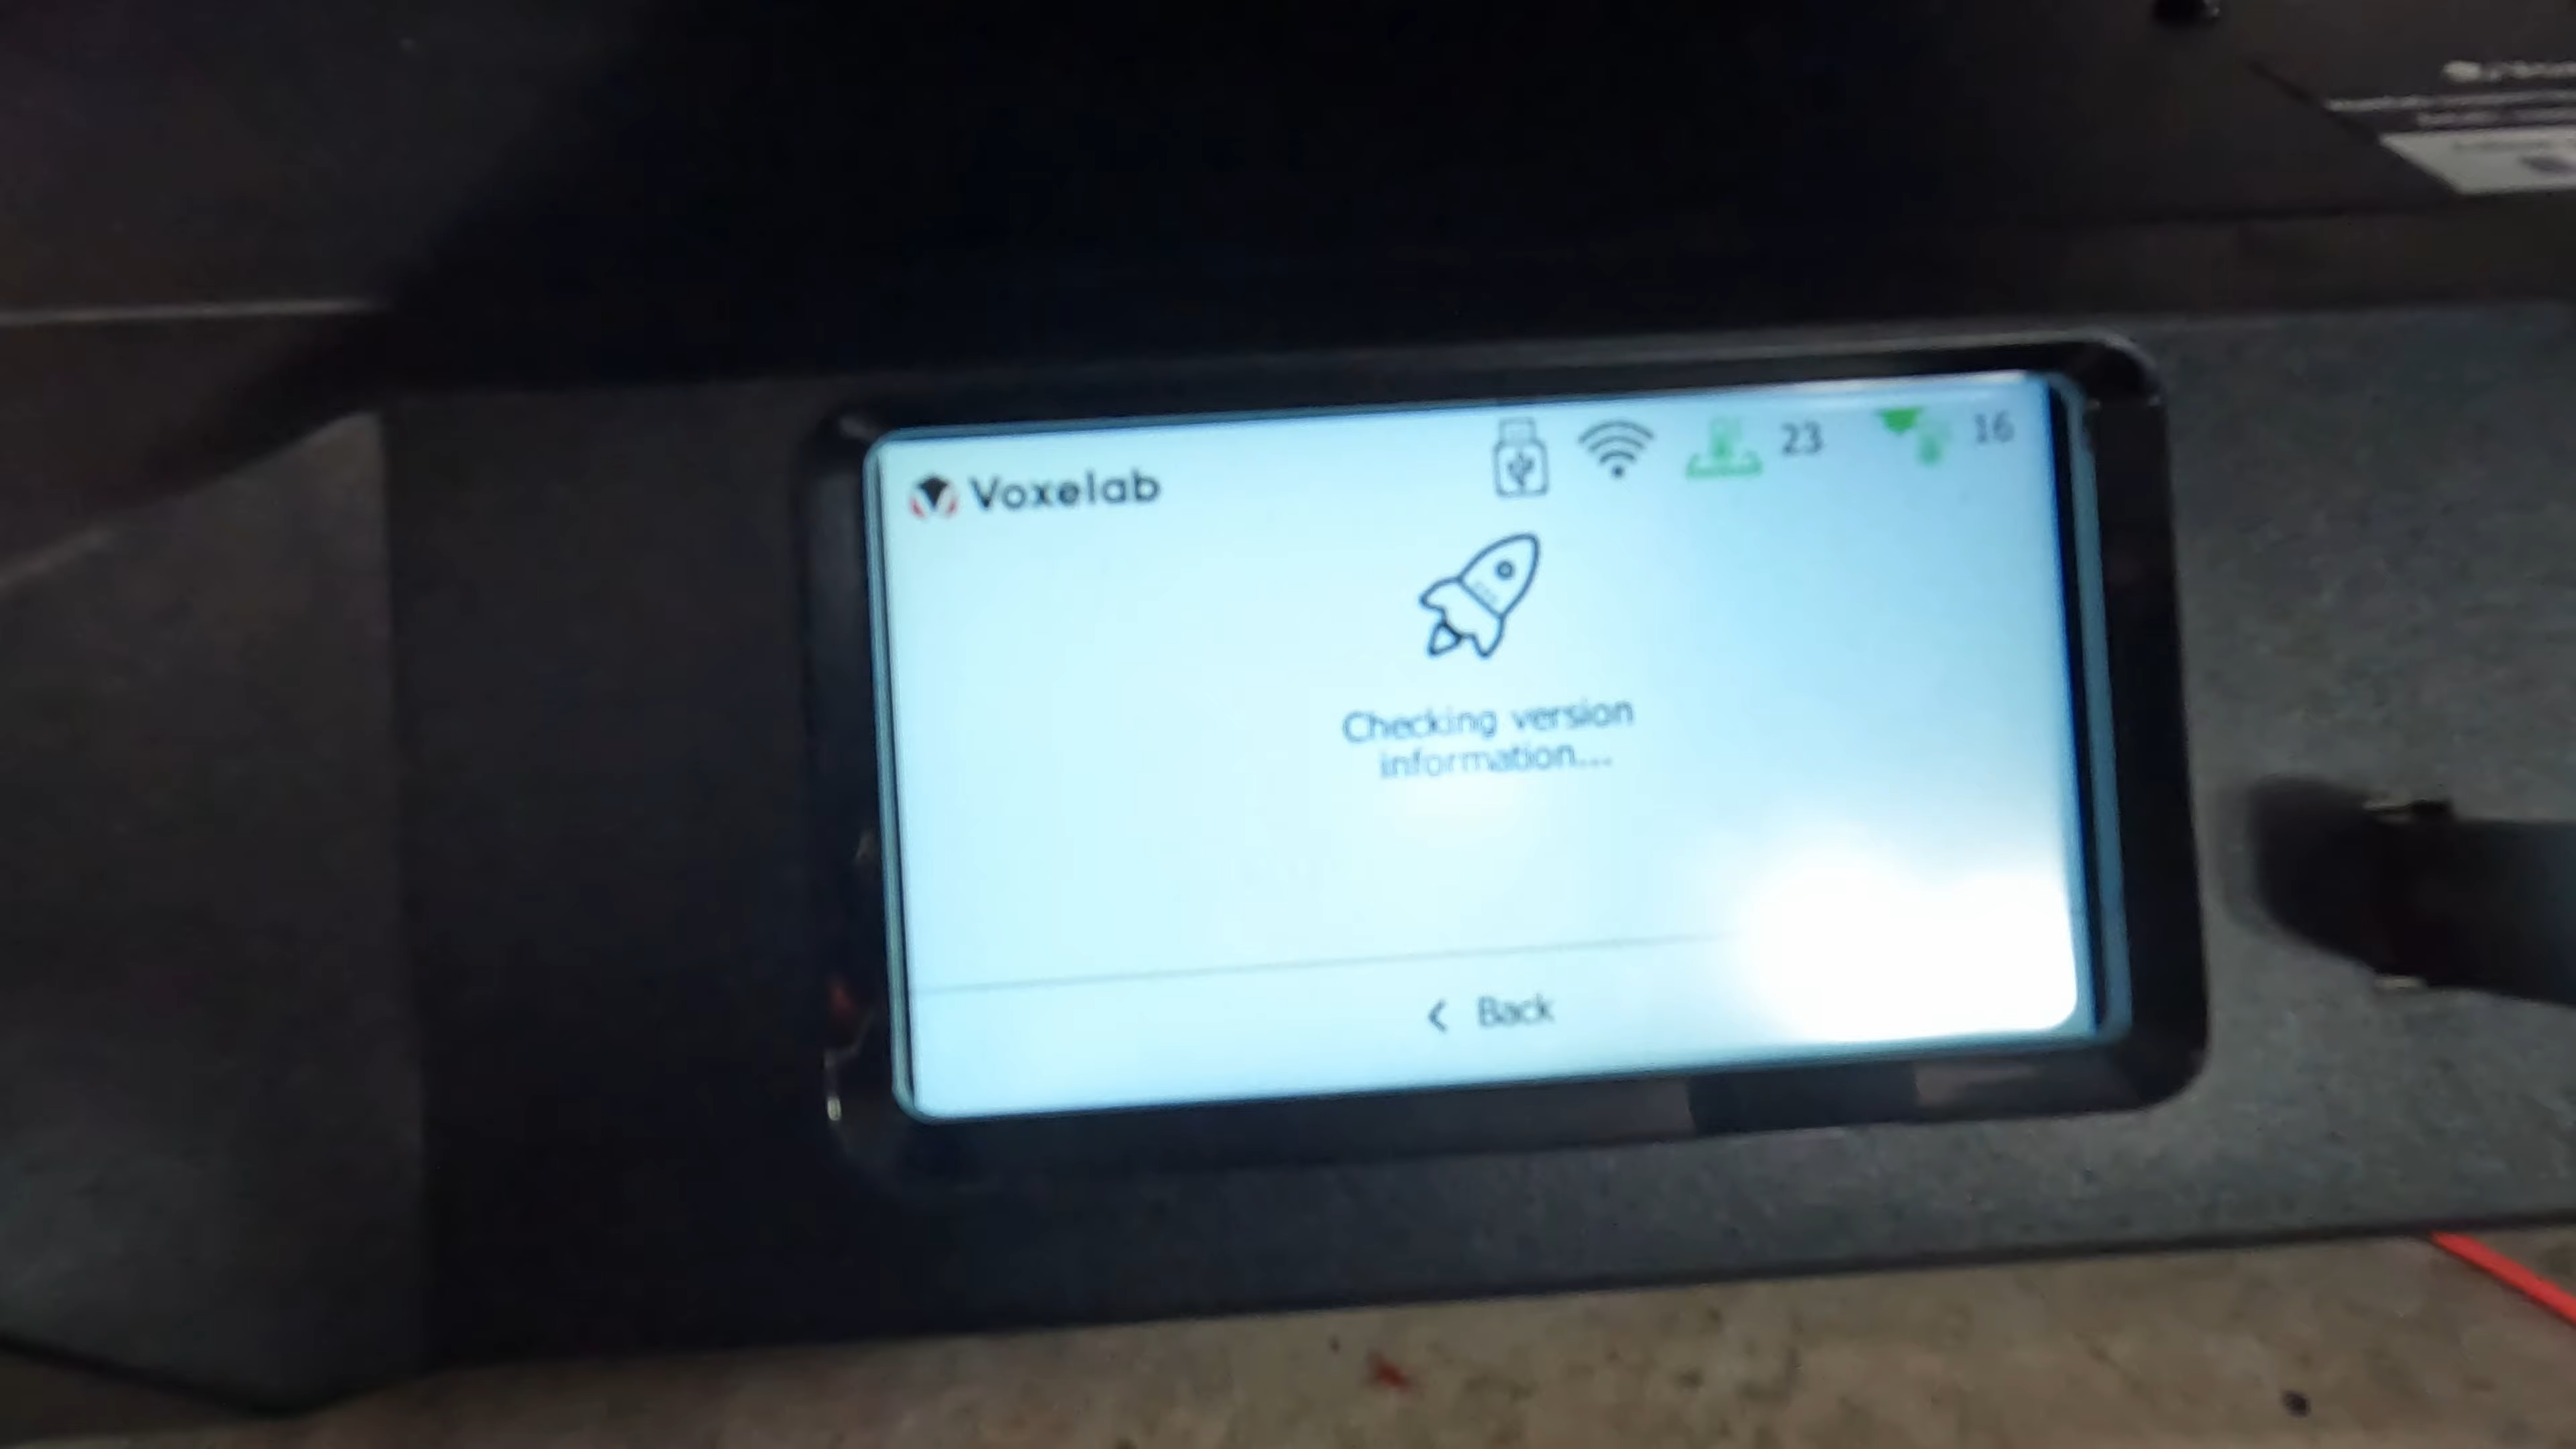 Voxelab
23
16
Checking version
information...
< Back